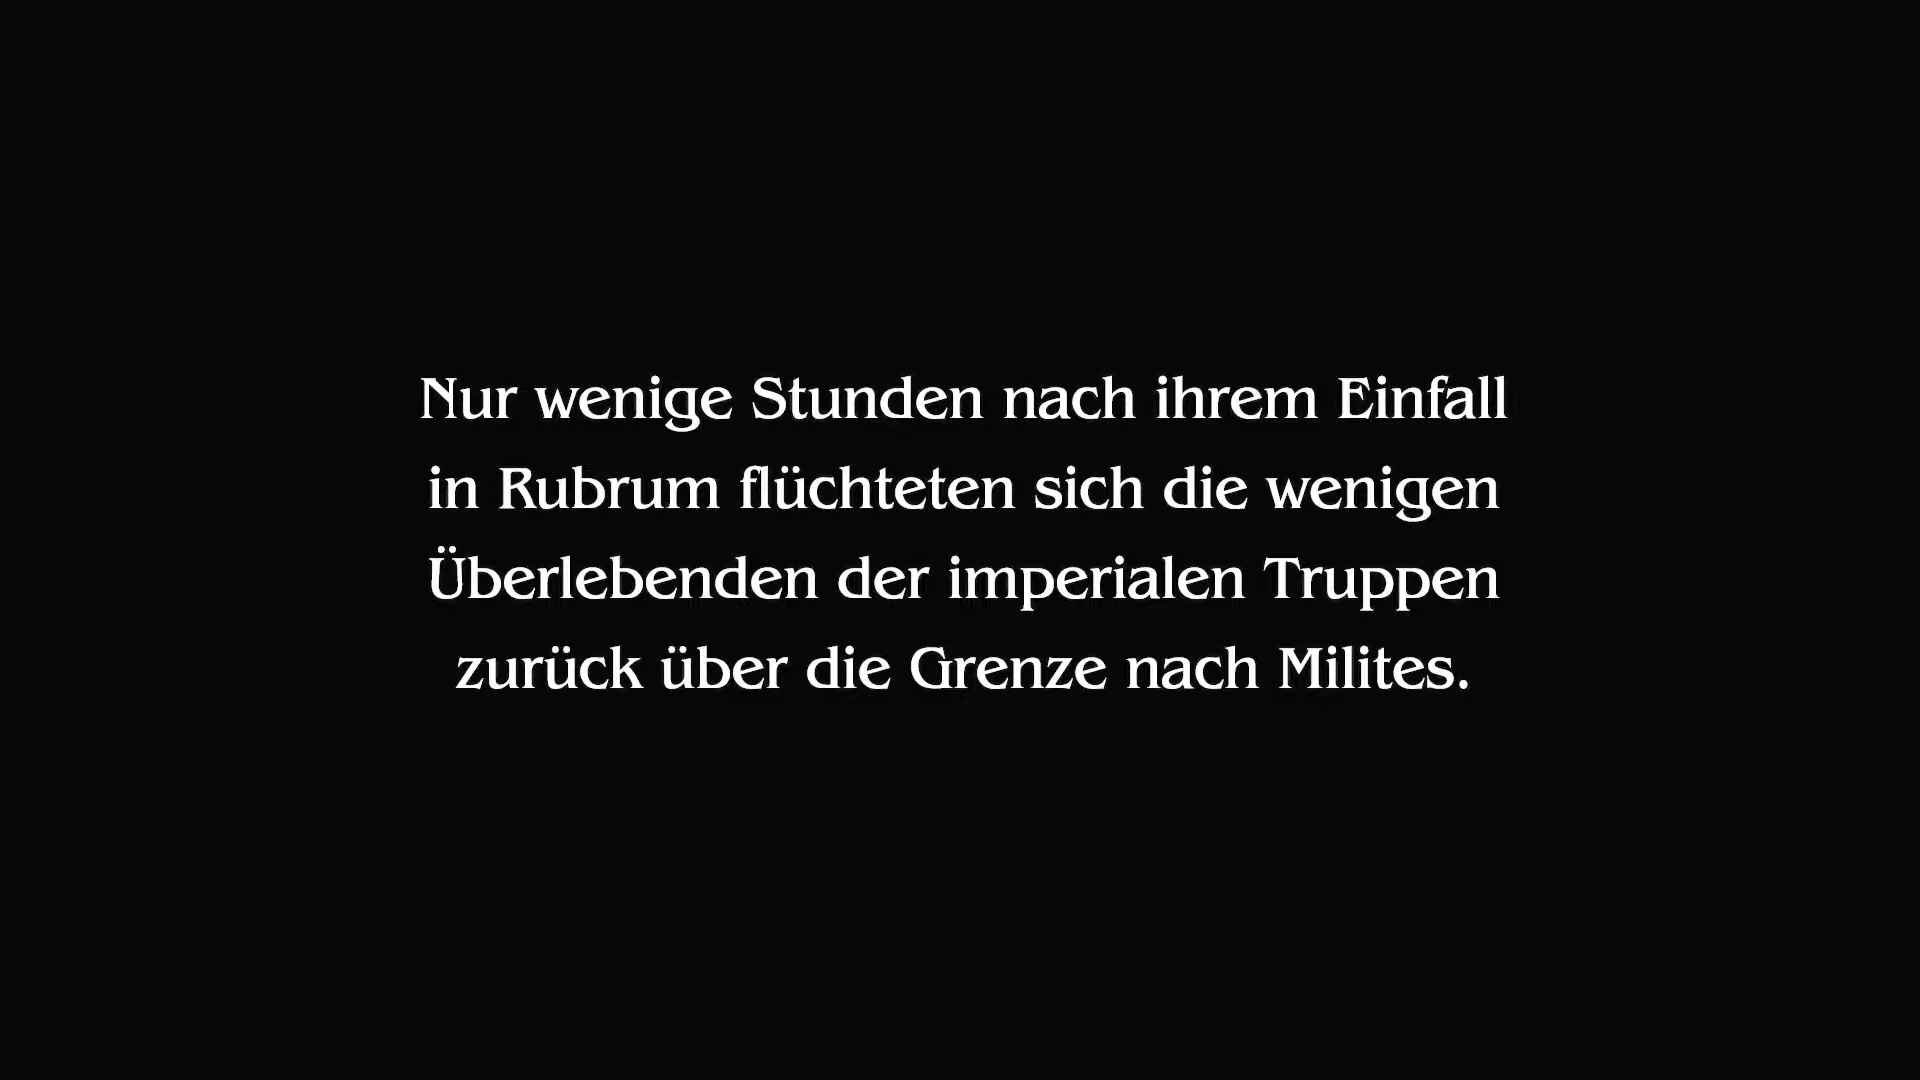 Nur wenige Stunden nach ihrem Einfall
in Rubrum flüchteten sich die wenigen
Überlebenden der imperialen Truppen
zurück über die Grenze nach Milites.